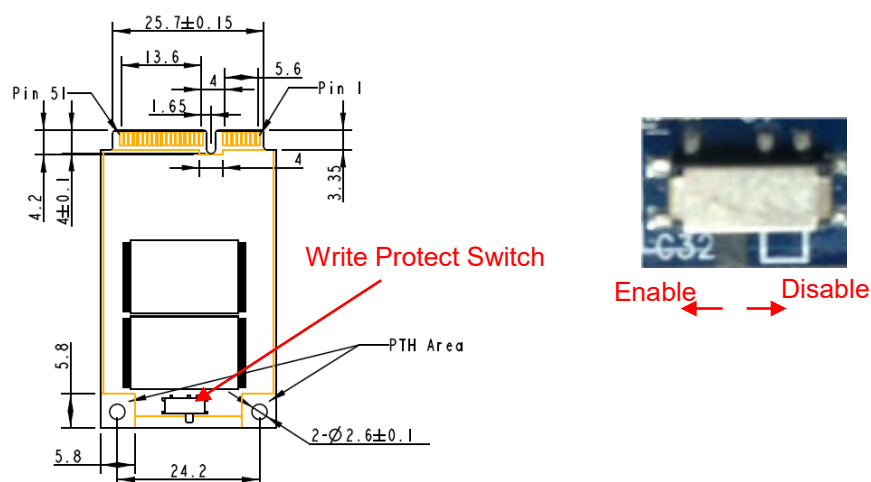 25.7±0.15
13.6
4
5.6
Pin 51
Pin 1
1.65
4.2
4±0.1
4
3.35
Write Protect Switch
C32
Enable
Disable
5.8
PTH Area
2-Ø2.6±0.1
5.8
24.2